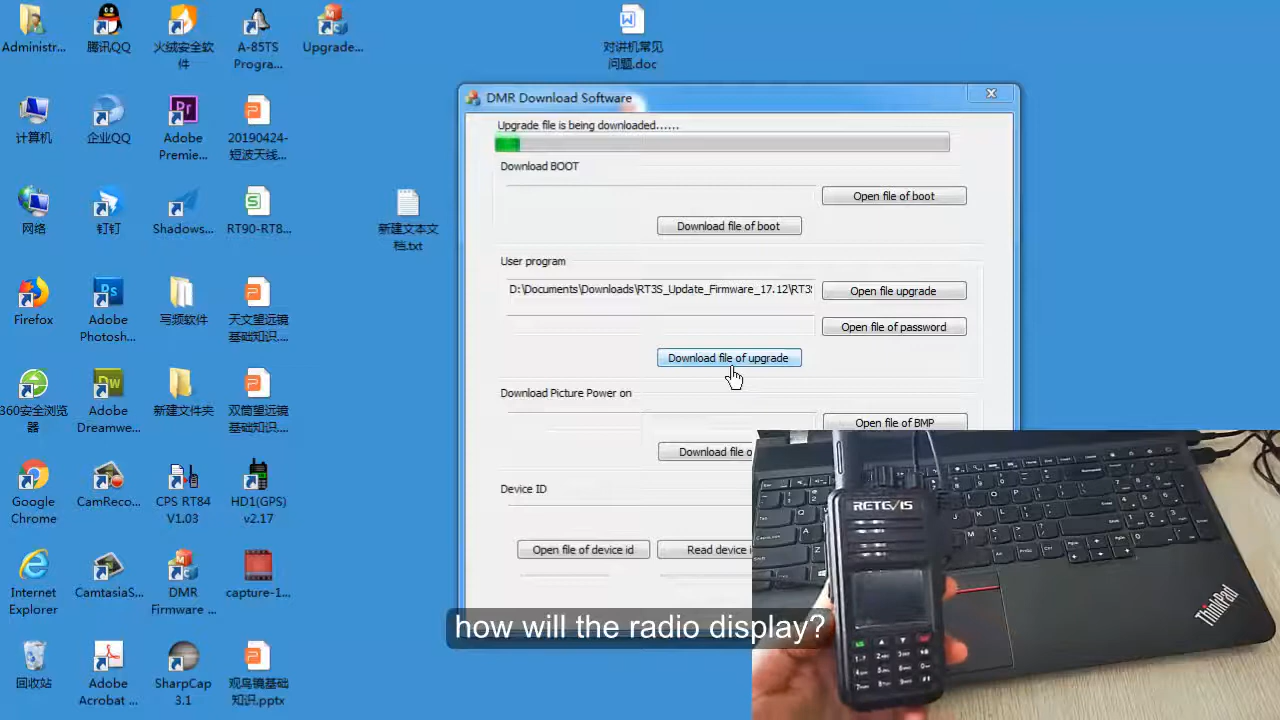 Administr...
腾讯QQ
火绒安全软
件
A-85TS
Progra...
Upgrade...
对讲机常见
问题.doc
计算机
企业QQ
Adobe
Premie...
20190424-
短波天线...
网络
钉钉
Shadows...
RT90-RT8...
新建文本文
档.txt
Firefox
Adobe
Photosh...
写频软件
天文望远镜
基础知识....
360安全浏览
器
Adobe
Dreamwe...
新建文件夹
双筒望远镜
基础知识....
Google
Chrome
CamReco...
CPS RT84
V1.03
HD1(GPS)
v2.17
Internet
Explorer
CamtasiaS...
DMR
Firmware ...
capture-1...
回收站
Adobe
Acrobat ...
SharpCap
3.1
观鸟镜基础
知识.pptx
DMR Download Software
Upgrade file is being downloaded......
Download BOOT
Open file of boot
Download file of boot
User program
D:\Documents\Downloads\RT3S_Update_Firmware_17.12\RT3S
Open file upgrade
Open file of password
Download file of upgrade
Download Picture Power on
Open file of BMP
Download file o
Device ID
Open file of device id
Read device i
how will the radio display?
RETEVIS
ThinkPad